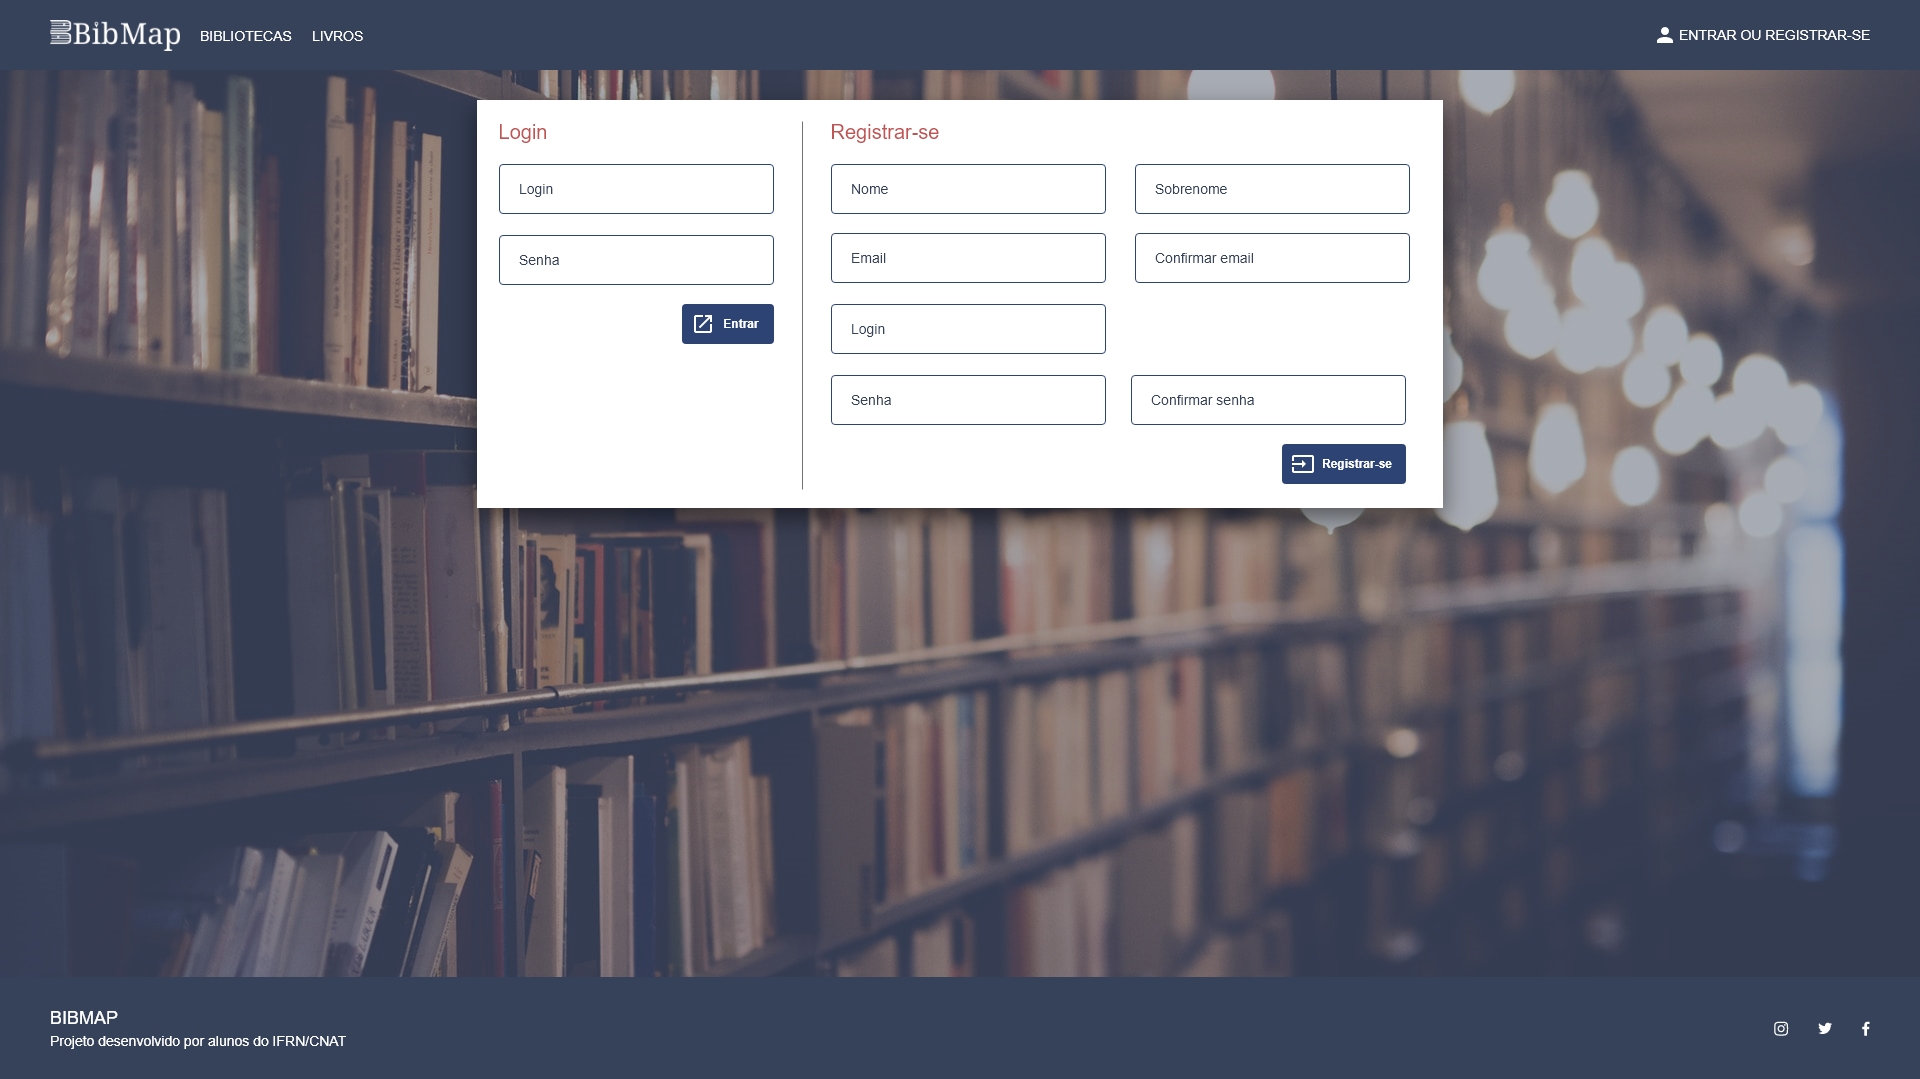 BibMap BIBLIOTECAS LIVROS ENTRAR OU REGISTRAR-SE
Login
Login
Senha
Entrar
Registrar-se
Nome Sobrenome
Email Confirmar email
Login
Senha Confirmar senha
Registrar-se
BIBMAP
Projeto desenvolvido por alunos do IFRN/CNAT